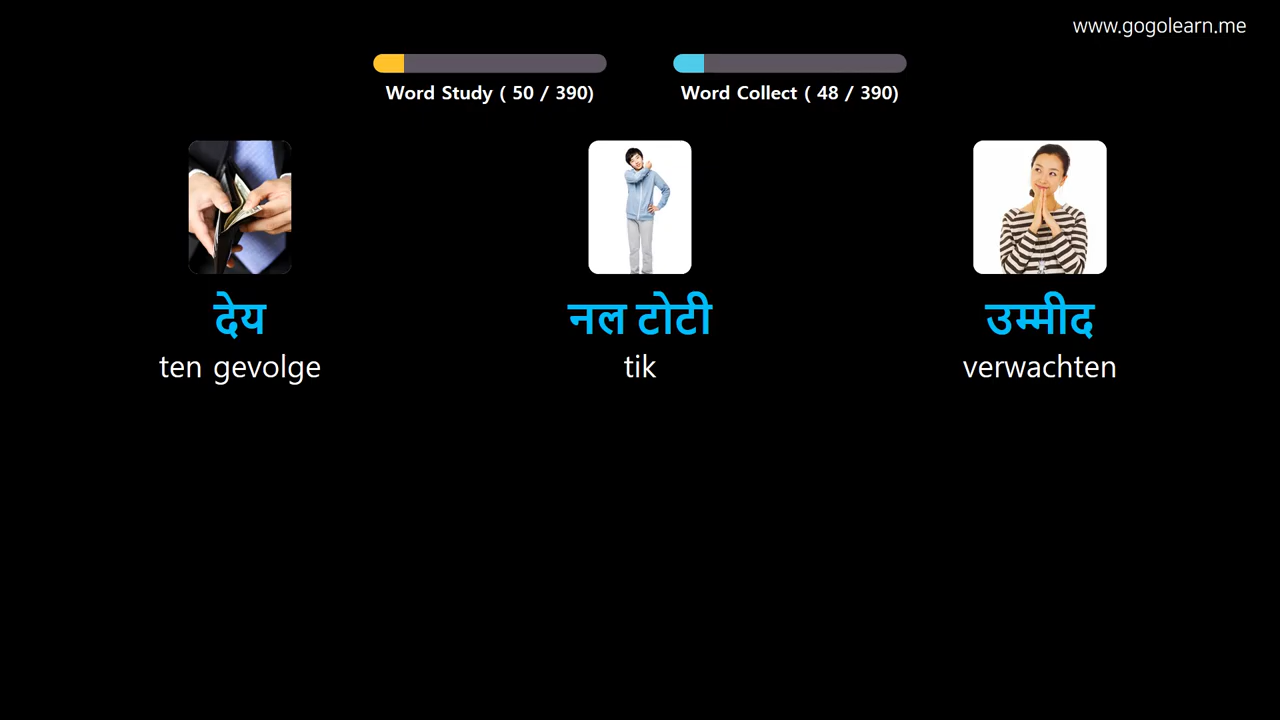 www.gogolearn.me
Word Study ( 50 / 390)
Word Collect ( 48 / 390)
देय
नल टोटी
उम्मीद
ten gevolge
tik
verwachten